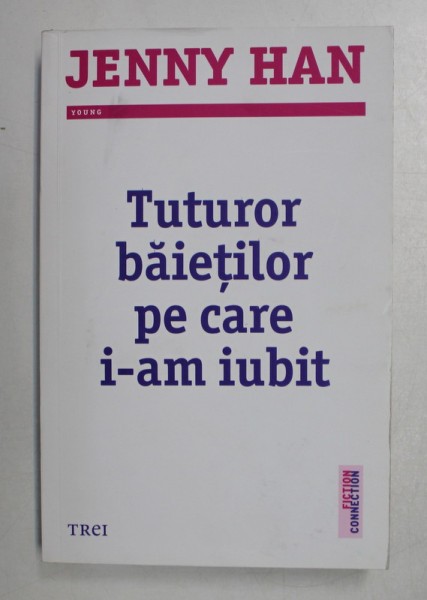 JENNY HAN
YOUNG
Tuturor
băieților
pe care
i-am iubit
FICTION
CONNECTION
TREI